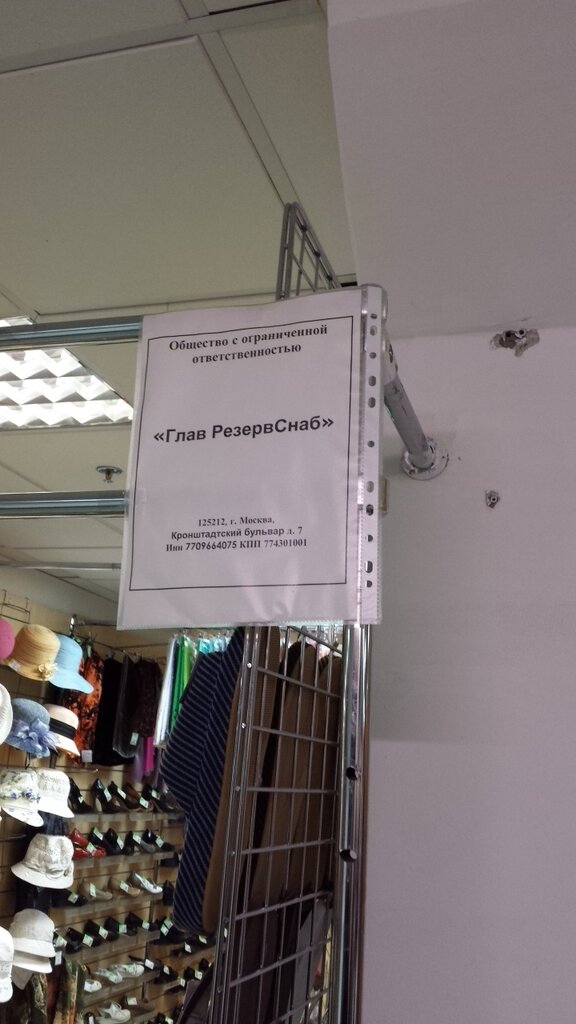 Общество с ограниченной
ответственностью
«Глав РезервСнаб»
125212, г. Москва,
Кронштадтский бульвар д. 7
Инн 7709664075 КПП 774301001